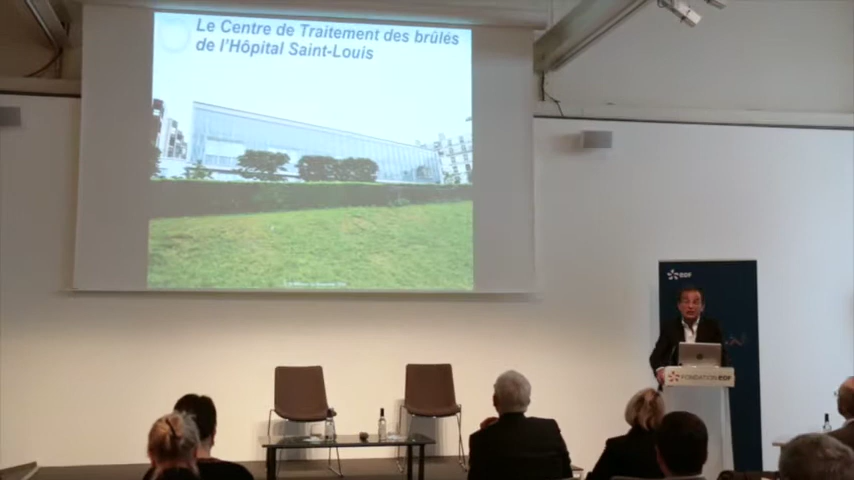 Le Centre de Traitement des brûlés
de l'Hôpital Saint-Louis
edf
FONDATION edf